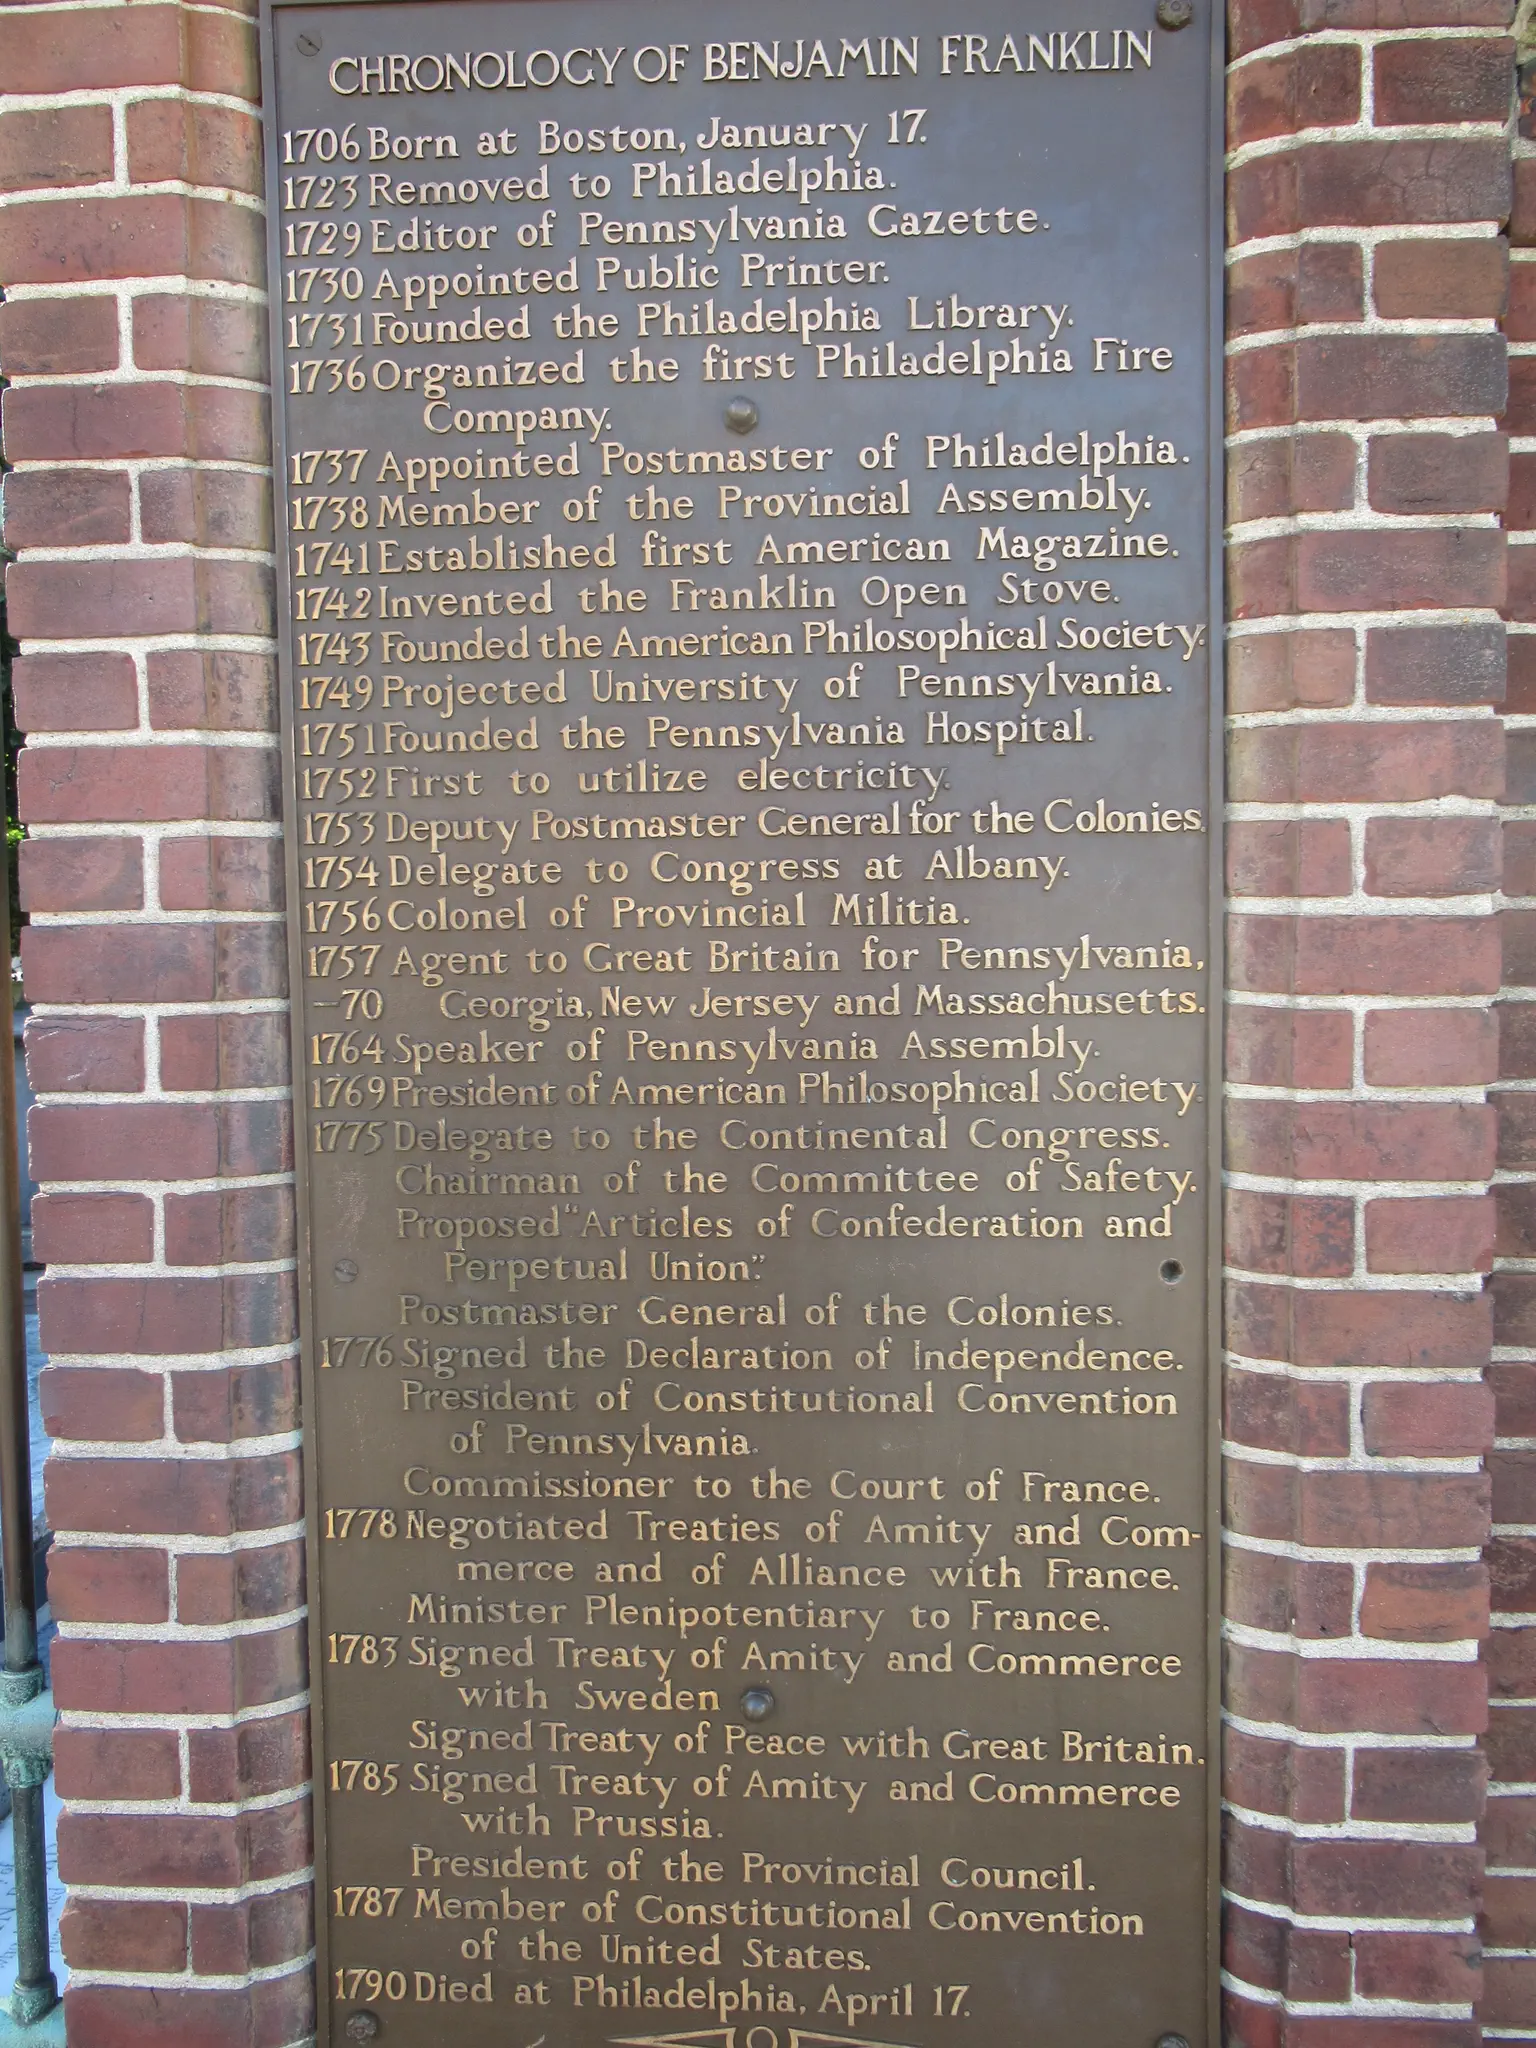 CHRONOLOGY OF BENJAMIN FRANKLIN
1706 Born at Boston, January 17.
1723 Removed to Philadelphia.
1729 Editor of Pennsylvania Gazette.
1730 Appointed Public Printer.
1731 Founded the Philadelphia Library.
1736 Organized the first Philadelphia Fire
Company.
1737 Appointed Postmaster of Philadelphia.
1738 Member of the Provincial Assembly.
1741 Established first American Magazine.
1742 Invented the Franklin Open Stove.
1743 Founded the American Philosophical Society.
1749 Projected University of Pennsylvania.
1751 Founded the Pennsylvania Hospital.
1752 First to utilize electricity.
1753 Deputy Postmaster General for the Colonies.
1754 Delegate to Congress at Albany.
1756 Colonel of Provincial Militia.
1757 Agent to Great Britain for Pennsylvania,
-70 Georgia, New Jersey and Massachusetts.
1764 Speaker of Pennsylvania Assembly.
1769 President of American Philosophical Society.
1775 Delegate to the Continental Congress.
Chairman of the Committee of Safety.
Proposed "Articles of Confederation and
Perpetual Union."
Postmaster General of the Colonies.
1776 Signed the Declaration of Independence.
President of Constitutional Convention
of Pennsylvania.
Commissioner to the Court of France.
1778 Negotiated Treaties of Amity and Com-
merce and of Alliance with France.
Minister Plenipotentiary to France.
1783 Signed Treaty of Amity and Commerce
with Sweden
Signed Treaty of Peace with Great Britain.
1785 Signed Treaty of Amity and Commerce
with Prussia.
President of the Provincial Council.
1787 Member of Constitutional Convention
of the United States.
1790 Died at Philadelphia, April 17.